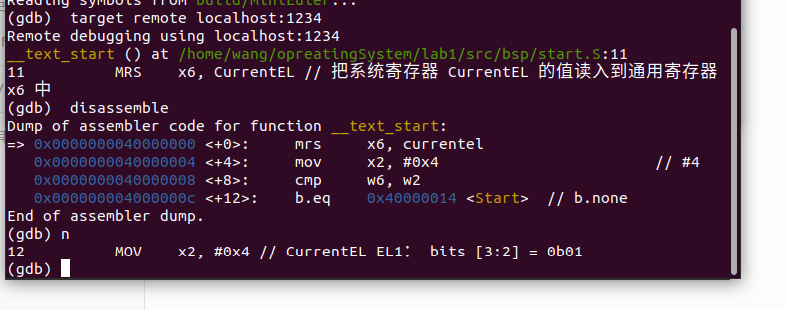 Reading symbols from build/miniEuler...
(gdb)  target remote localhost:1234
Remote debugging using localhost:1234
__text_start () at /home/wang/opreatingSystem/lab1/src/bsp/start.S:11
11          MRS     x6, CurrentEL // 把系统寄存器 CurrentEL 的值读入到通用寄存器
x6 中
(gdb)  disassemble
Dump of assembler code for function __text_start:
=> 0x0000000040000000 <+0>:     mrs     x6, currentel
   0x0000000040000004 <+4>:     mov     x2, #0x4                        // #4
   0x0000000040000008 <+8>:     cmp     w6, w2
   0x000000004000000c <+12>:    b.eq    0x40000014 <Start>  // b.none
End of assembler dump.
(gdb) n
12          MOV     x2, #0x4 // CurrentEL EL1： bits [3:2] = 0b01
(gdb)